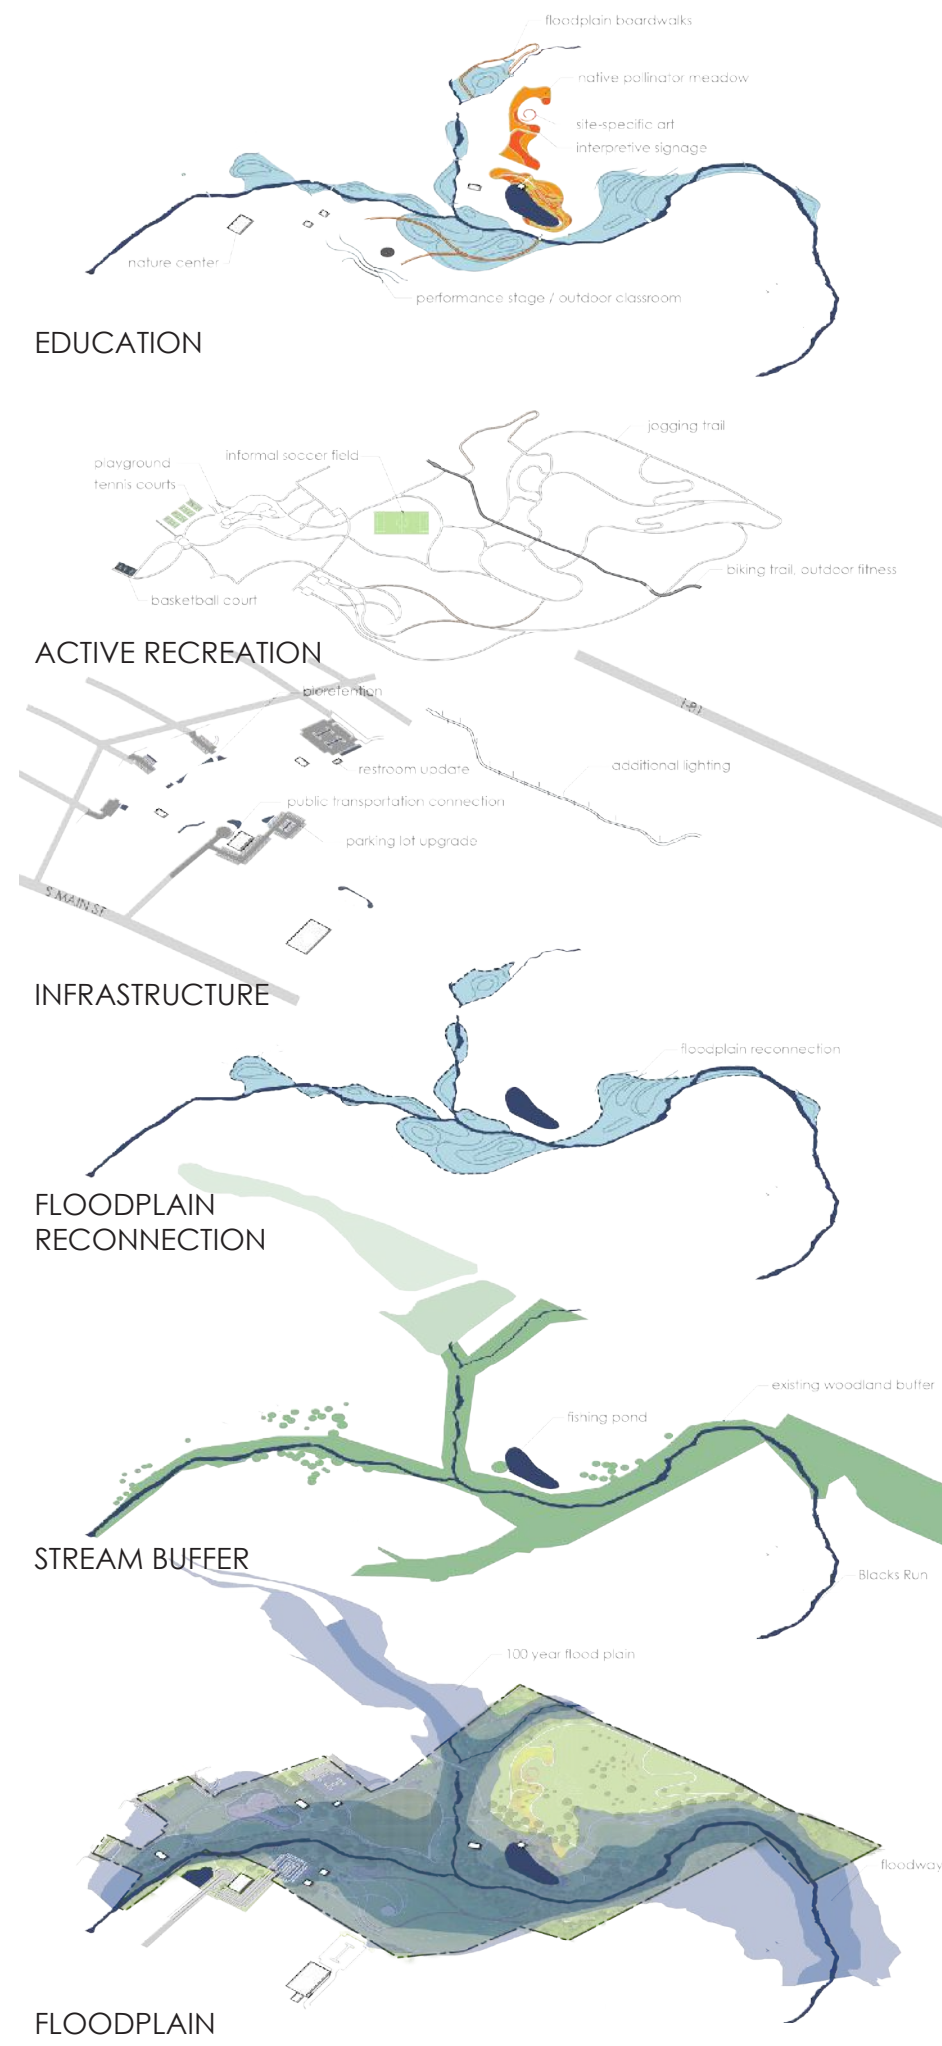 floodplain boardwalks
native pollinator meadow
site-specific art
interpretive signage
nature center
performance stage / outdoor classroom
EDUCATION
jogging trail
informal soccer field
playground
tennis courts
biking trail, outdoor fitness
basketball court
ACTIVE RECREATION
bioretention
I-81
restroom update
additional lighting
public transportation connection
parking lot upgrade
S MAIN ST
INFRASTRUCTURE
floodplain reconnection
FLOODPLAIN
RECONNECTION
existing woodland buffer
fishing pond
STREAM BUFFER
Blacks Run
100 year flood plain
floodway
FLOODPLAIN